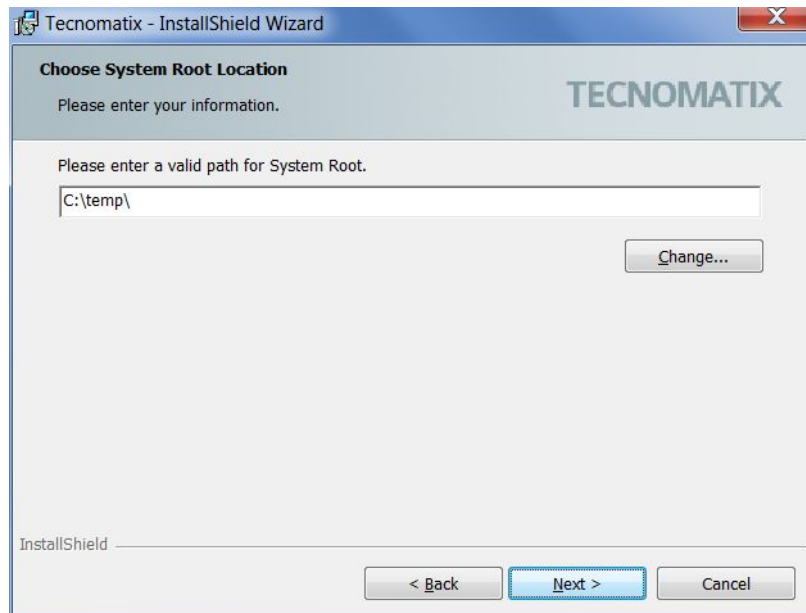 Tecnomatix - InstallShield Wizard
X
Choose System Root Location
Please enter your information.
TECNOMATIX
Please enter a valid path for System Root.
C:\temp\
Change...
InstallShield
< Back
Next >
Cancel